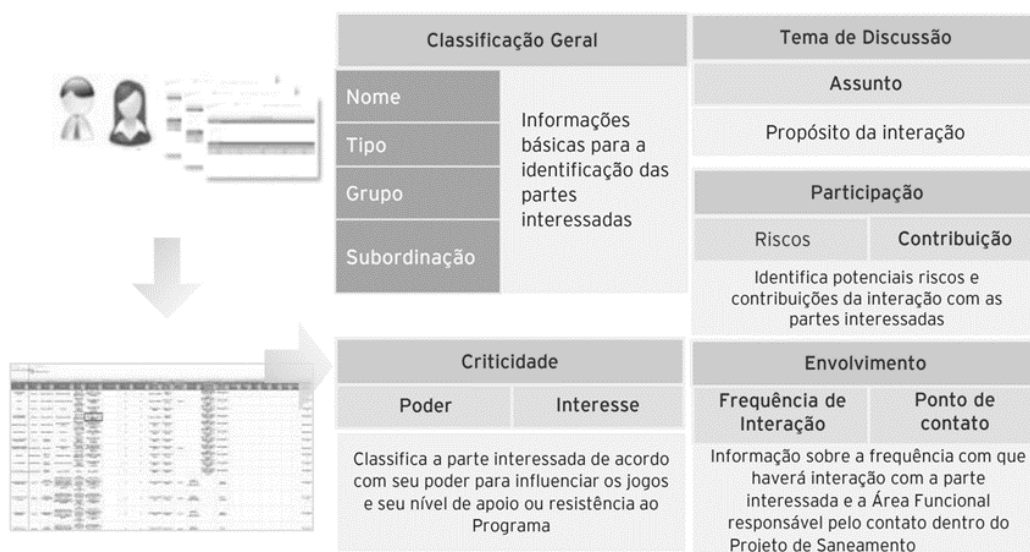 Classificação Geral
Nome
Tipo
Grupo
Subordinação
Informações
básicas para a
identificação das
partes
interessadas
Tema de Discussão
Assunto
Propósito da interação
Participação
Riscos
Contribuição
Identifica potenciais riscos e
contribuições da interação com as
partes interessadas
Criticidade
Poder
Interesse
Classifica a parte interessada de acordo
com seu poder para influenciar os jogos
e seu nível de apoio ou resistência ao
Programa
Envolvimento
Frequência de
Interação
Ponto de
contato
Informação sobre a frequência com que
haverá interação com a parte
interessada e a Área Funcional
responsável pelo contato dentro do
Projeto de Saneamento